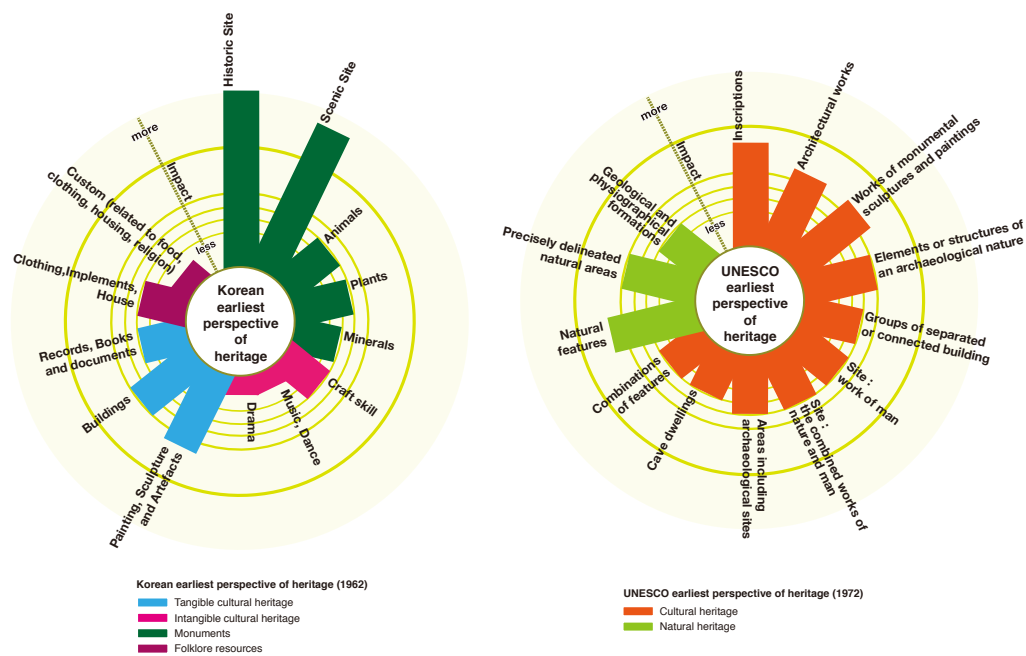 Historic Site
Scenic Site
Animals
Plants
Minerals
Craft skill
Music, Dance
Drama
Painting, Sculpture
and Artefacts
Buildings
Records, Books
and documents
Clothing,Implements,
House
Custom (related to food,
clothing, housing, religion)
more
Impact
less
Korean
earliest
perspective
of
heritage
Korean earliest perspective of heritage (1962)
Tangible cultural heritage
Intangible cultural heritage
Monuments
Folklore resources
Inscriptions
Architectural works
Works of monumental
sculptures and paintings
Elements or structures of
an archaeological nature
Groups of separated
or connected building
Site :
work of man
Site :
the combined works of
nature and man
Areas including
archaeological sites
Cave dwellings
Combinations
of features
Natural
features
Precisely delineated
natural areas
Geological and
physiographical
formations
more
Impact
less
UNESCO
earliest
perspective
of
heritage
UNESCO earliest perspective of heritage (1972)
Cultural heritage
Natural heritage